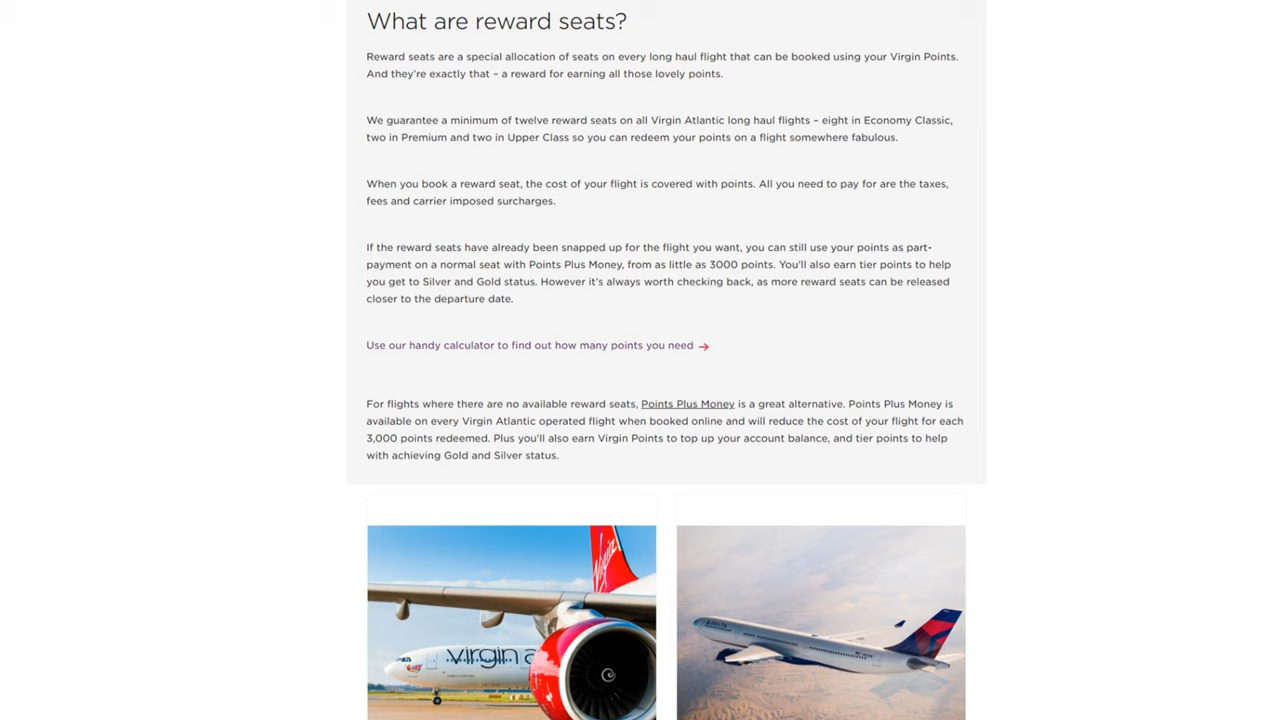 What are reward seats?
Reward seats are a special allocation of seats on every long haul flight that can be booked using your Virgin Points.
And they’re exactly that – a reward for earning all those lovely points.
We guarantee a minimum of twelve reward seats on all Virgin Atlantic long haul flights – eight in Economy Classic,
two in Premium and two in Upper Class so you can redeem your points on a flight somewhere fabulous.
When you book a reward seat, the cost of your flight is covered with points. All you need to pay for are the taxes,
fees and carrier imposed surcharges.
If the reward seats have already been snapped up for the flight you want, you can still use your points as part-
payment on a normal seat with Points Plus Money, from as little as 3000 points. You’ll also earn tier points to help
you get to Silver and Gold status. However it’s always worth checking back, as more reward seats can be released
closer to the departure date.
Use our handy calculator to find out how many points you need
For flights where there are no available reward seats, Points Plus Money is a great alternative. Points Plus Money is
available on every Virgin Atlantic operated flight when booked online and will reduce the cost of your flight for each
3,000 points redeemed. Plus you'll also earn Virgin Points to top up your account balance, and tier points to help
with achieving Gold and Silver status.
Virgin
virgin a
DELTA